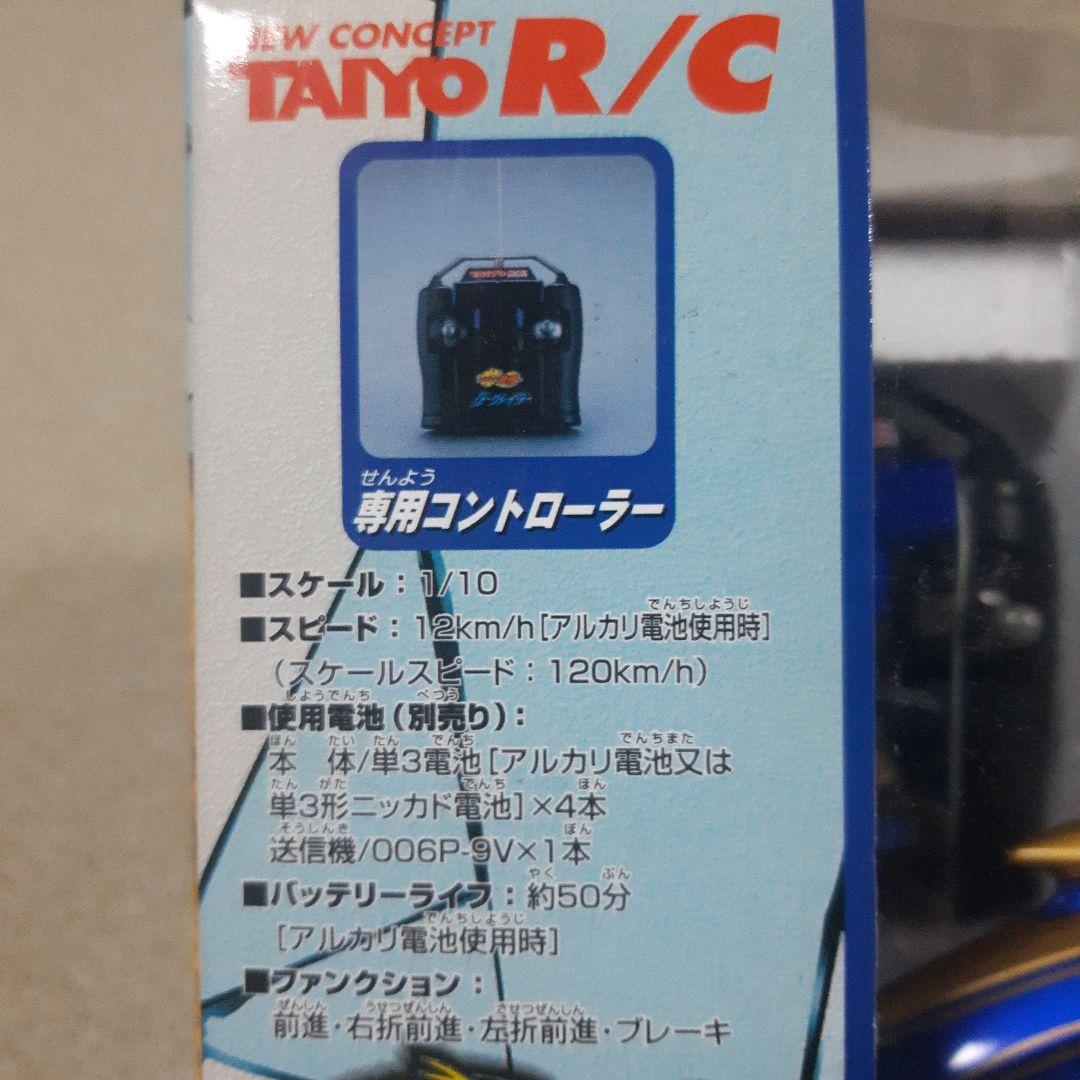 NEW CONCEPT
TAIYO R/C
せんよう
専用コントローラー
■スケール：1/10
でんちしようじ
■スピード：12km/h[アルカリ電池使用時]
（スケールスピード：120km/h）
しようでんち べつう
■使用電池（別売り）：
ほん たい たん でんち でんちまた
本 体/単3電池[アルカリ電池又は
たん がた でんち ほん
単3形ニッカド電池]×4本
そうしんき ぽん
送信機/006P-9V×1本
やく ぷん
■バッテリーライフ：約50分
でんちしようじ
[アルカリ電池使用時]
■ファンクション：
ぜんしん うせつぜんしん させつぜんしん
前進・右折前進・左折前進・ブレーキ